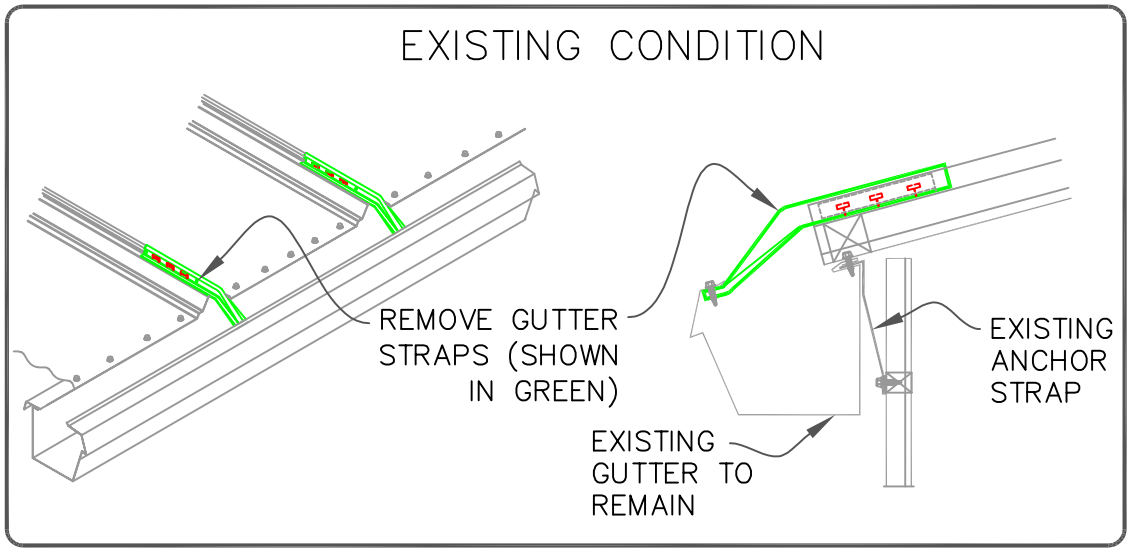 EXISTING CONDITION
REMOVE GUTTER
STRAPS (SHOWN
IN GREEN)
EXISTING
ANCHOR
STRAP
EXISTING
GUTTER TO
REMAIN